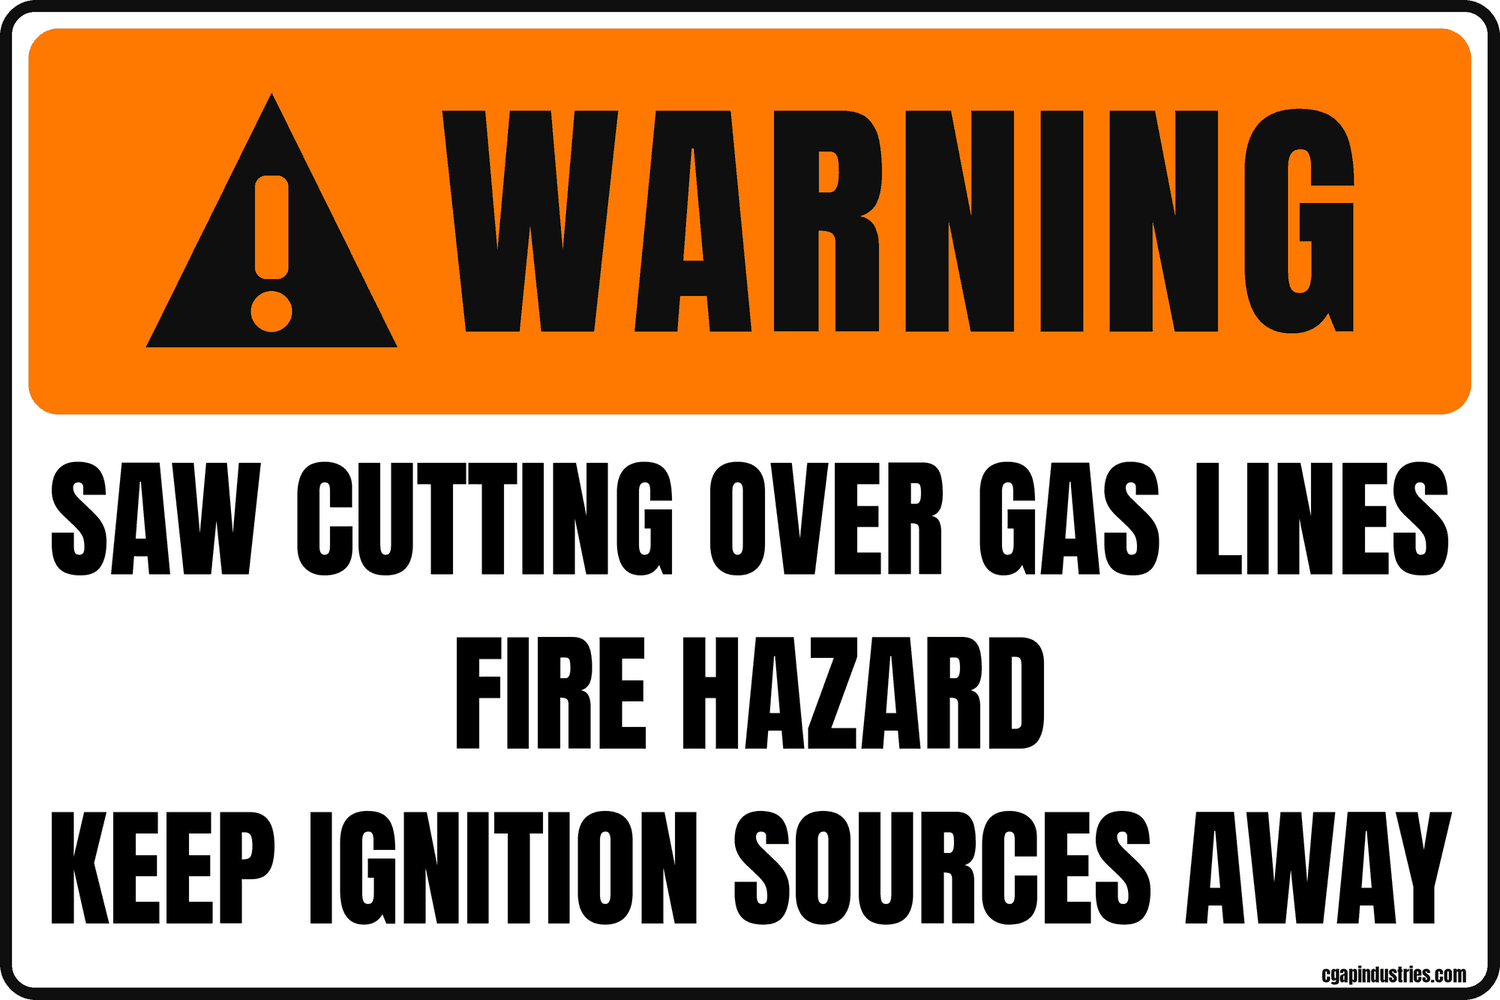 WARNING
SAW CUTTING OVER GAS LINES
FIRE HAZARD
KEEP IGNITION SOURCES AWAY
cgapindustries.com